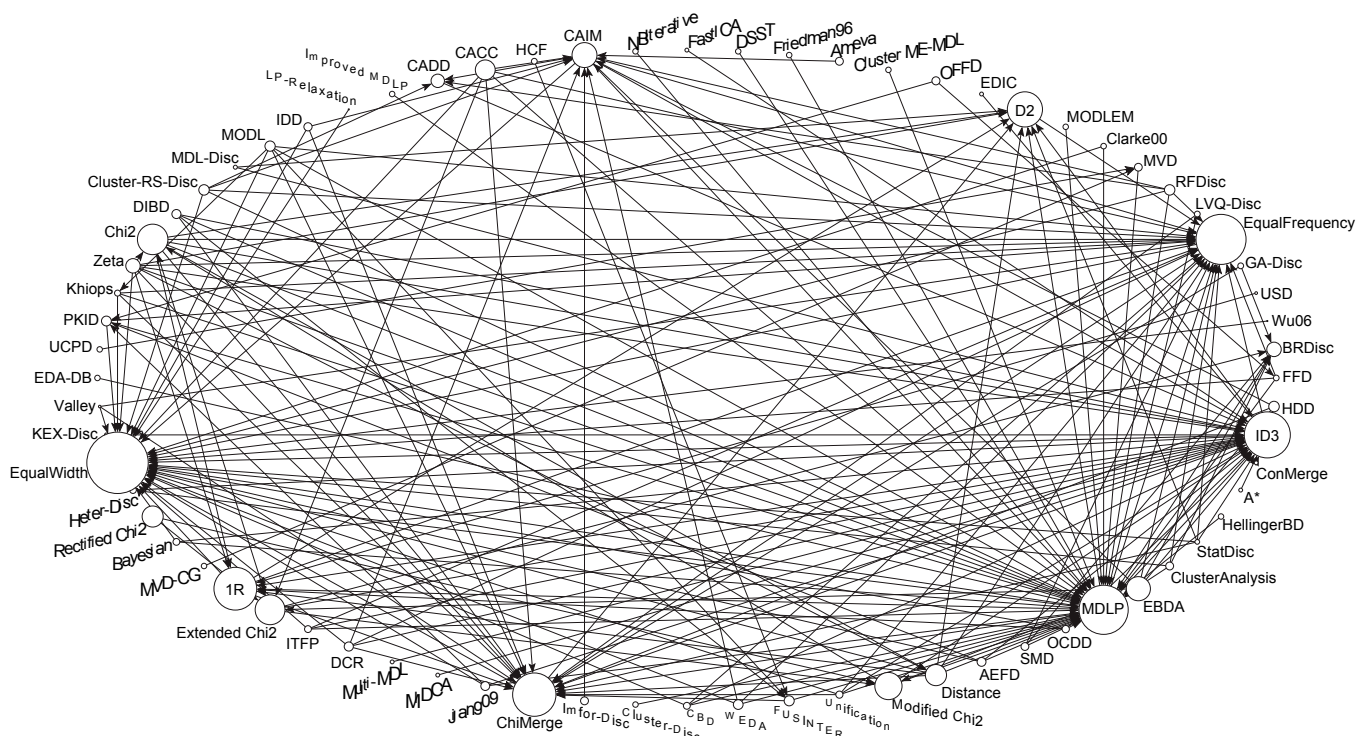 CAIM
HCF
CACC
CADD
Improved MDLP
LP-Relaxation
IDD
MODL
MDL-Disc
Cluster-RS-Disc
DIBD
Chi2
Zeta
Khiops
PKID
UCPD
EDA-DB
Valley
KEX-Disc
EqualWidth
Heter-Disc
Rectified Chi2
Bayesian
MVD-CG
1R
Extended Chi2
ITFP
DCR
Multi-MDL
MDCA
Jiang09
ChiMerge
Imfor-Disc
Cluster-Disc
CBD
WEDA
FUSINTER
Unification
Modified Chi2
Distance
AEFD
SMD
OCDD
MDLP
EBDA
ClusterAnalysis
StatDisc
HellingerBD
A*
ConMerge
ID3
HDD
FFD
BRDisc
Wu06
USD
GA-Disc
EqualFrequency
LVQ-Disc
RFDisc
MVD
Clarke00
MODLEM
D2
EDIC
OFFD
Cluster ME-MDL
Ameva
Friedman96
DSST
FastICA
NBIterative